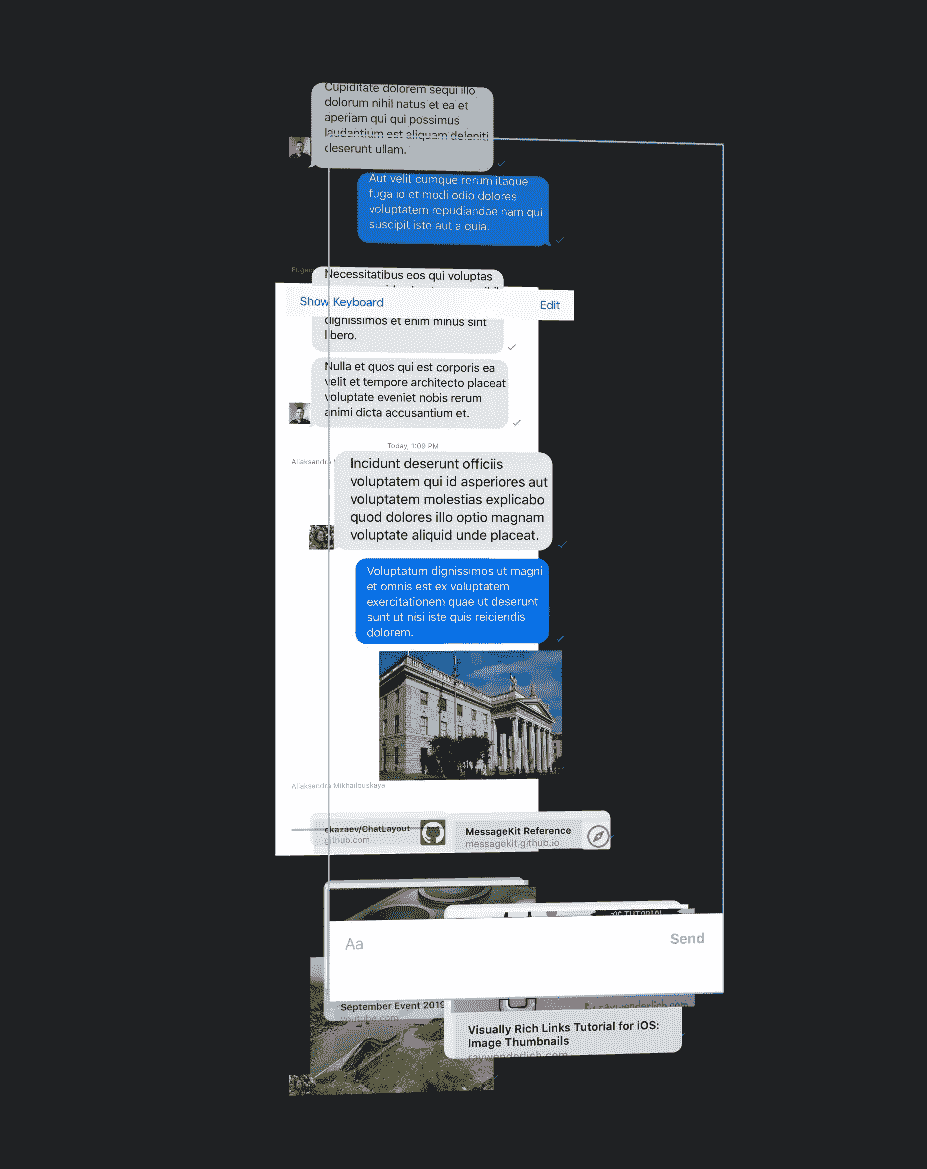 Cupiditate dolorem sequi illo
dolorum nihil natus et ea et
aperiam qui qui possimus
laudantium est aliquam deleniti
deserunt ullam.
Aut velit cumque rerum itaque
fuga id et modi odio dolores
voluptatem repudiandae nam qui
suscipit iste aut a quia.
Necessitatibus eos qui voluptas
Show Keyboard
Edit
dignissimos et enim minus sint
libero.
Nulla et quos qui est corporis ea
velit et tempore architecto placeat
voluptate eveniet nobis rerum
animi dicta accusantium et.
Today, 1:09 PM
Incidunt deserunt officiis
voluptatem qui id asperiores aut
voluptatem molestias explicabo
quod dolores illo optio magnam
voluptate aliquid unde placeat.
Voluptatum dignissimos ut magni
et omnis est ex voluptatem
exercitationem quae ut deserunt
sunt ut nisi iste quis reiciendis
dolorem.
Mikhailouskaya
ekazaev/ChatLayout
github.com
MessageKit Reference
messagekit.github.io
TUTORIAL
Aa
Send
September Event 2019
youtube.com
raywenderlich.com
Visually Rich Links Tutorial for iOS:
Image Thumbnails
raywenderlich.com